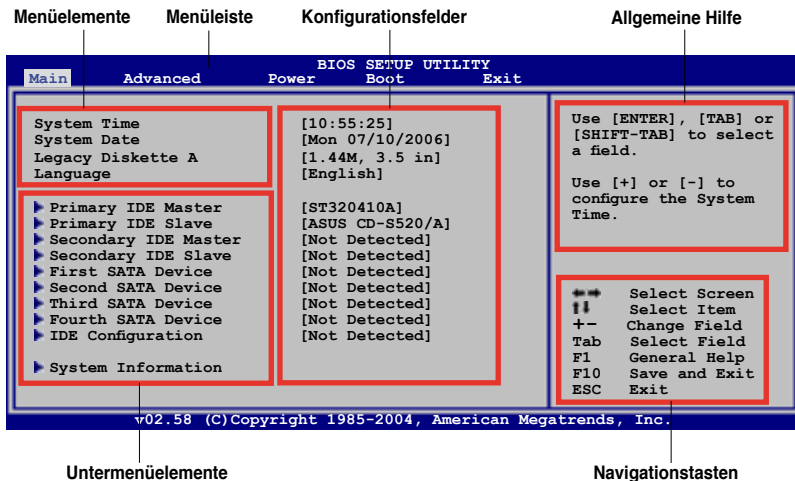 Menüelemente Menüleiste Konfigurationsfelder Allgemeine Hilfe
BIOS SETUP UTILITY
Main Advanced Power Boot Exit
System Time [10:55:25]
System Date [Mon 07/10/2006]
Legacy Diskette A [1.44M, 3.5 in]
Language [English]
Primary IDE Master [ST320410A]
Primary IDE Slave [ASUS CD-S520/A]
Secondary IDE Master [Not Detected]
Secondary IDE Slave [Not Detected]
First SATA Device [Not Detected]
Second SATA Device [Not Detected]
Third SATA Device [Not Detected]
Fourth SATA Device [Not Detected]
IDE Configuration [Not Detected]
System Information
Use [ENTER], [TAB] or
[SHIFT-TAB] to select
a field.
Use [+] or [-] to
configure the System
Time.
Select Screen
Select Item
+- Change Field
Tab Select Field
F1 General Help
F10 Save and Exit
ESC Exit
v02.58 (C)Copyright 1985-2004, American Megatrends, Inc.
Untermenüelemente Navigationstasten